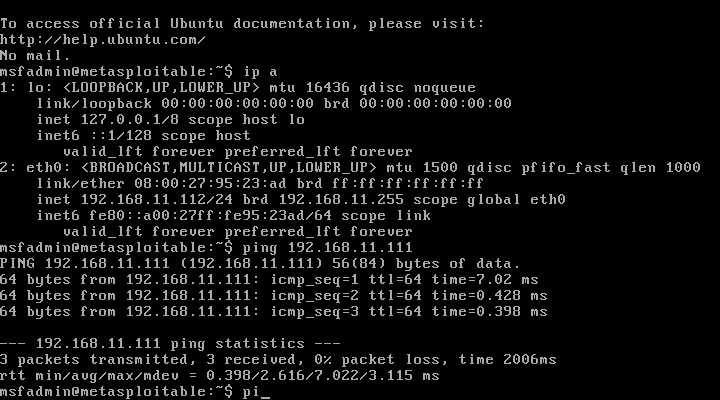 To access official Ubuntu documentation, please visit:
http://help.ubuntu.com/
No mail.
msfadmin@metasploitable:~$ ip a
1: lo: <LOOPBACK,UP,LOWER_UP> mtu 16436 qdisc noqueue
    link/loopback 00:00:00:00:00:00 brd 00:00:00:00:00:00
    inet 127.0.0.1/8 scope host lo
    inet6 ::1/128 scope host
       valid_lft forever preferred_lft forever
2: eth0: <BROADCAST,MULTICAST,UP,LOWER_UP> mtu 1500 qdisc pfifo_fast qlen 1000
    link/ether 08:00:27:95:23:ad brd ff:ff:ff:ff:ff:ff
    inet 192.168.11.112/24 brd 192.168.11.255 scope global eth0
    inet6 fe80::a00:27ff:fe95:23ad/64 scope link
       valid_lft forever preferred_lft forever
msfadmin@metasploitable:~$ ping 192.168.11.111
PING 192.168.11.111 (192.168.11.111) 56(84) bytes of data.
64 bytes from 192.168.11.111: icmp_seq=1 ttl=64 time=7.02 ms
64 bytes from 192.168.11.111: icmp_seq=2 ttl=64 time=0.428 ms
64 bytes from 192.168.11.111: icmp_seq=3 ttl=64 time=0.398 ms

--- 192.168.11.111 ping statistics ---
3 packets transmitted, 3 received, 0% packet loss, time 2006ms
rtt min/avg/max/mdev = 0.398/2.616/7.022/3.115 ms
msfadmin@metasploitable:~$ pi_